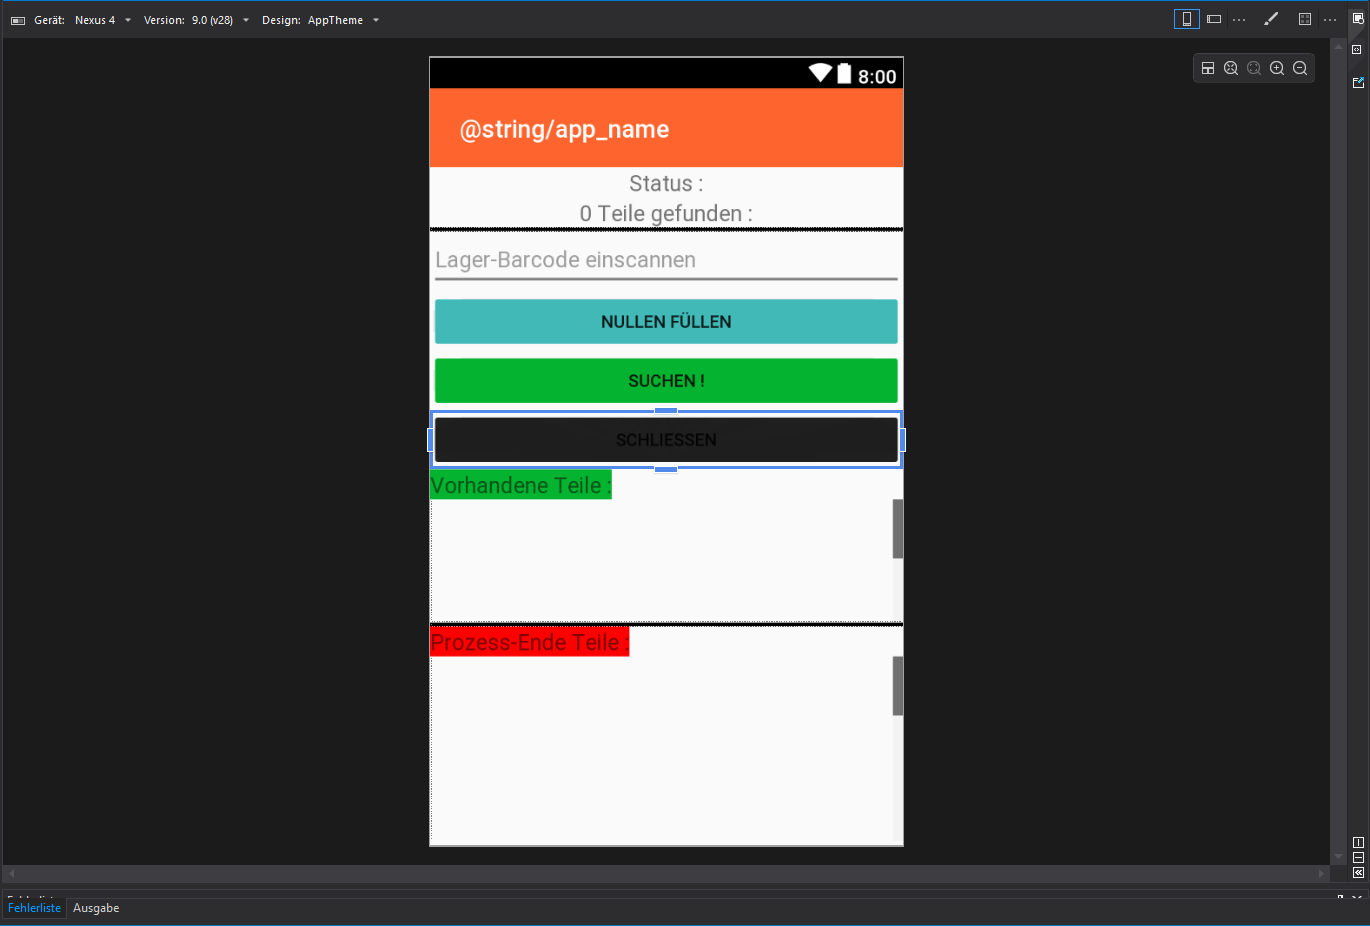 Gerät: Nexus 4 Version: 9.0 (v28) Design: AppTheme
8:00
@string/app_name
Status :
0 Teile gefunden :
Lager-Barcode einscannen
NULLEN FÜLLEN
SUCHEN !
SCHLIESSEN
Vorhandene Teile :
Prozess-Ende Teile :
Fehlerliste Ausgabe